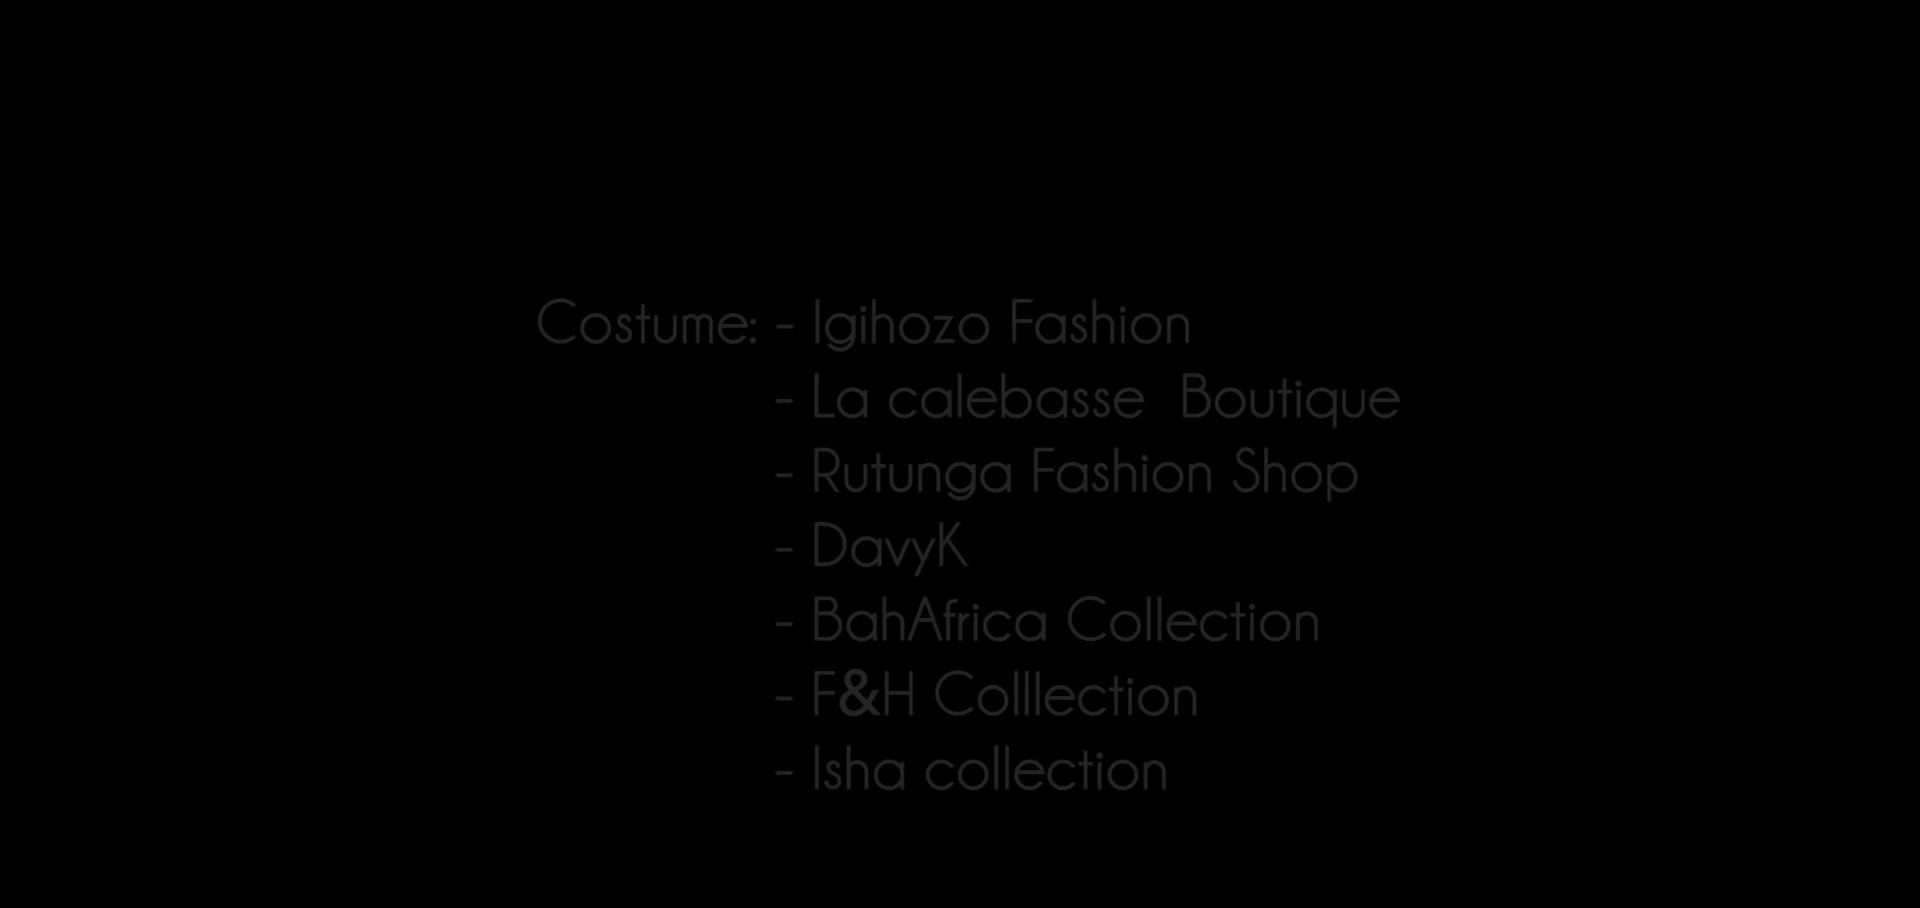 Costume: - Igihozo Fashion
- La calebasse  Boutique
- Rutunga Fashion Shop
- DavyK
- BahAfrica Collection
- F&H Colllection
- Isha collection